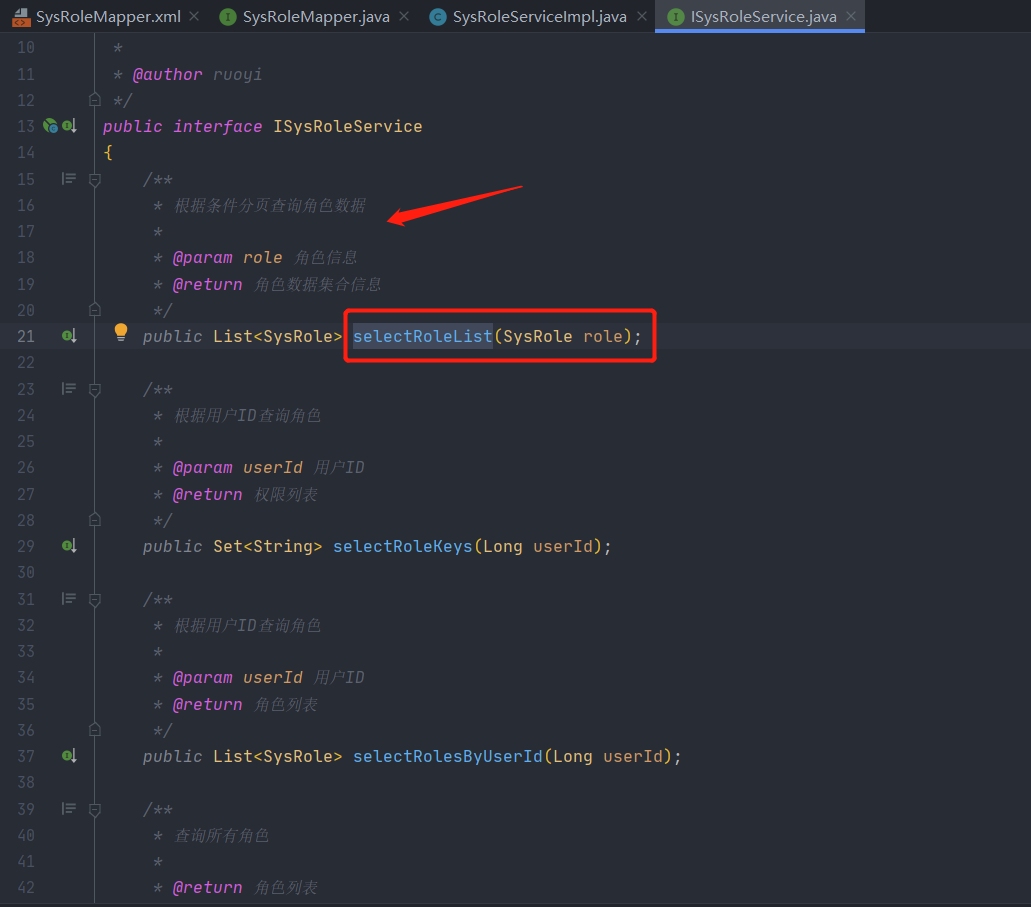 SysRoleMapper.xml × SysRoleMapper.java × SysRoleServiceImpl.java × ISysRoleService.java ×
10 *
11 * @author ruoyi
12 */
13 public interface ISysRoleService
14 {
15 /**
16 * 根据条件分页查询角色数据
17 *
18 * @param role 角色信息
19 * @return 角色数据集合信息
20 */
21 public List<SysRole> selectRoleList(SysRole role);
22
23 /**
24 * 根据用户ID查询角色
25 *
26 * @param userId 用户ID
27 * @return 权限列表
28 */
29 public Set<String> selectRoleKeys(Long userId);
30
31 /**
32 * 根据用户ID查询角色
33 *
34 * @param userId 用户ID
35 * @return 角色列表
36 */
37 public List<SysRole> selectRolesByUserId(Long userId);
38
39 /**
40 * 查询所有角色
41 *
42 * @return 角色列表